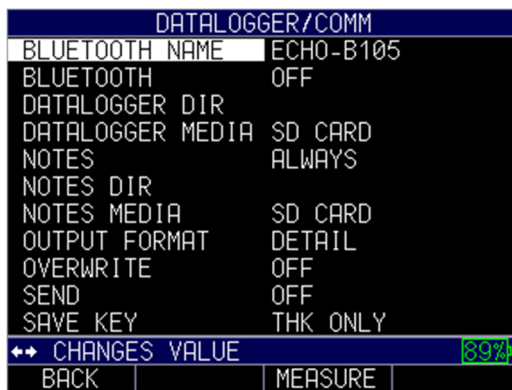 DATALOGGER/COMM
BLUETOOTH NAME ECHO-B105
BLUETOOTH OFF
DATALOGGER DIR
DATALOGGER MEDIA SD CARD
NOTES ALWAYS
NOTES DIR
NOTES MEDIA SD CARD
OUTPUT FORMAT DETAIL
OVERWRITE OFF
SEND OFF
SAVE KEY THK ONLY
↔ CHANGES VALUE 89%
BACK MEASURE